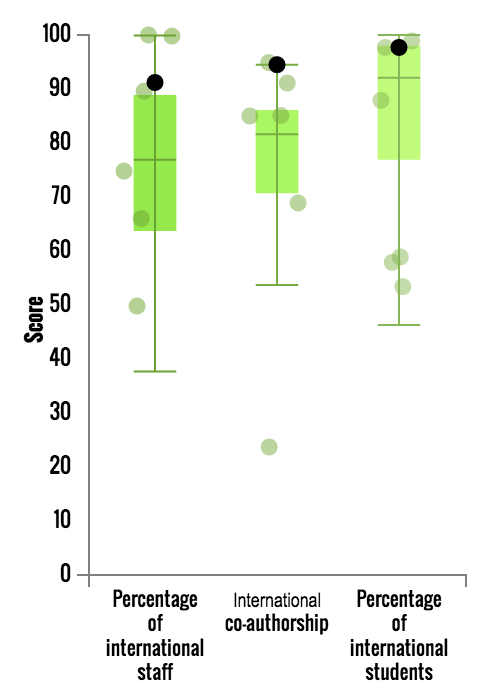 100
90
80
70
60
50
40
30
20
10
0
Score
Percentage
of
international
staff
International
co-authorship
Percentage
of
international
students